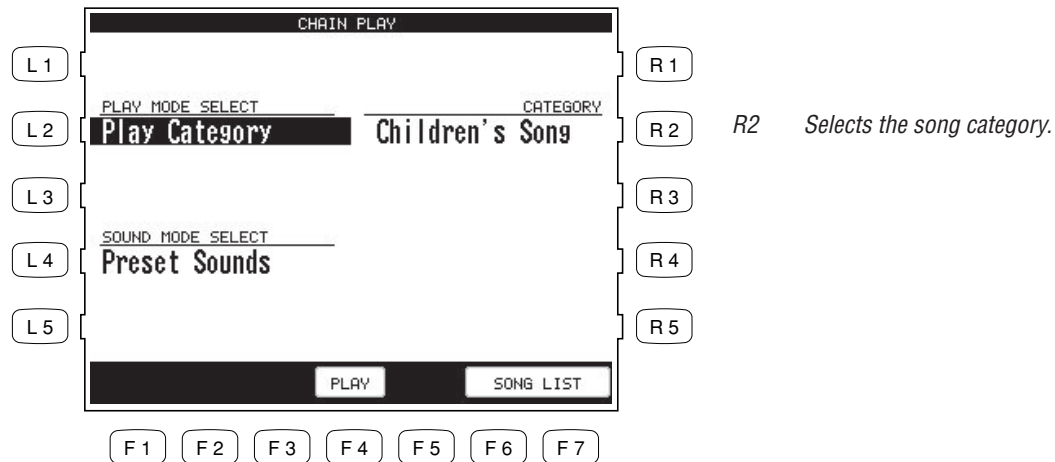 CHAIN PLAY
L 1
R 1
PLAY MODE SELECT
CATEGORY
L 2
Play Category
Children's Song
R 2
R2 Selects the song category.
L 3
R 3
SOUND MODE SELECT
L 4
Preset Sounds
R 4
L 5
R 5
PLAY
SONG LIST
F 1 F 2 F 3 F 4 F 5 F 6 F 7